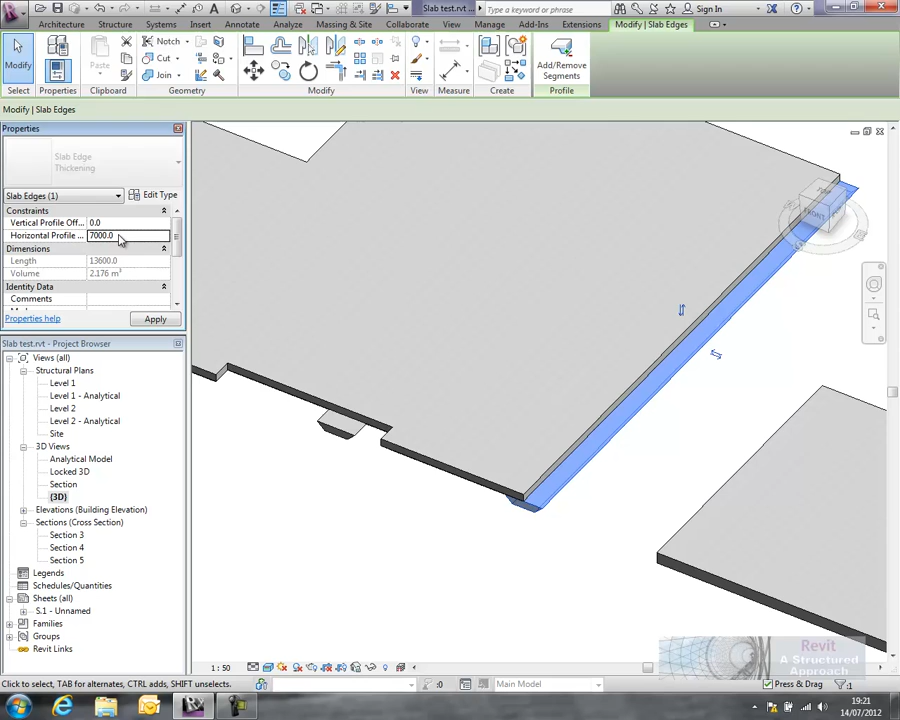 Slab test.rvt ...
Type a keyword or phrase
Sign In
Architecture Structure Systems Insert Annotate Analyze Massing & Site Collaborate View Manage Add-Ins Extensions Modify | Slab Edges
Modify
Properties
Paste
Notch
Cut
Join
Add/Remove
Segments
Select Properties Clipboard Geometry Modify View Measure Create Profile
Modify | Slab Edges
Properties
Slab Edge
Thickening
Slab Edges (1) Edit Type
Constraints
Vertical Profile Off... 0.0
Horizontal Profile ... 7000.0
Dimensions
Length 13600.0
Volume 2.176 m³
Identity Data
Comments
Properties help Apply
Slab test.rvt - Project Browser
Views (all)
Structural Plans
Level 1
Level 1 - Analytical
Level 2
Level 2 - Analytical
Site
3D Views
Analytical Model
Locked 3D
Section
{3D}
Elevations (Building Elevation)
Sections (Cross Section)
Section 3
Section 4
Section 5
Legends
Schedules/Quantities
Sheets (all)
S.1 - Unnamed
Families
Groups
Revit Links
TOP
FRONT
1 : 50
Revit
A Structured
Approach
Click to select, TAB for alternates, CTRL adds, SHIFT unselects.
:0
Main Model
Press & Drag
:1
19:21
14/07/2012